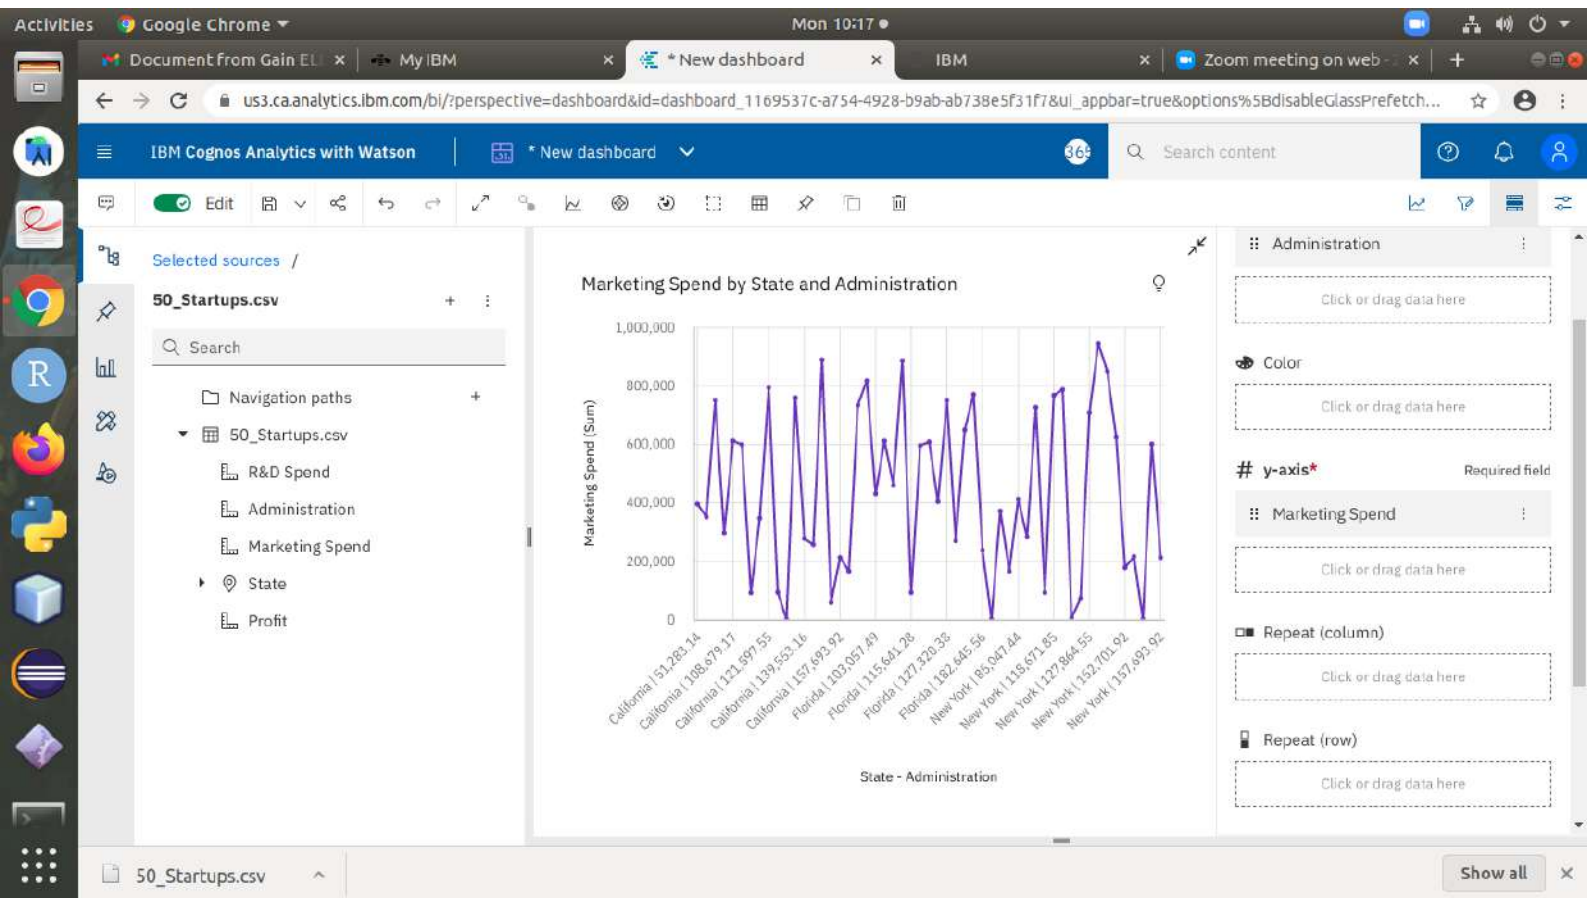 Activities Google Chrome Mon 10:17
Document from Gain EL My IBM * New dashboard IBM Zoom meeting on web - +
us3.ca.analytics.ibm.com/bi/?perspective=dashboard&id=dashboard_1169537c-a754-4928-b9ab-ab738e5f31f7&ui_appbar=true&options%5BdisableGlassPrefetch...
IBM Cognos Analytics with Watson * New dashboard 365 Search content
Edit
Selected sources /
50_Startups.csv
Search
Navigation paths
50_Startups.csv
R&D Spend
Administration
Marketing Spend
State
Profit
Marketing Spend by State and Administration
1,000,000
800,000
600,000
400,000
200,000
0
Marketing Spend (Sum)
California | 51,283.14
California | 108,679.17
California | 121,597.55
California | 139,553.16
California | 157,693.92
Florida | 103,057.49
Florida | 115,641.28
Florida | 127,320.38
Florida | 182,645.56
New York | 85,047.44
New York | 118,671.85
New York | 127,864.55
New York | 152,701.92
New York | 157,693.92
State - Administration
Administration
Click or drag data here
Color
Click or drag data here
# y-axis* Required field
Marketing Spend
Click or drag data here
Repeat (column)
Click or drag data here
Repeat (row)
Click or drag data here
50_Startups.csv Show all